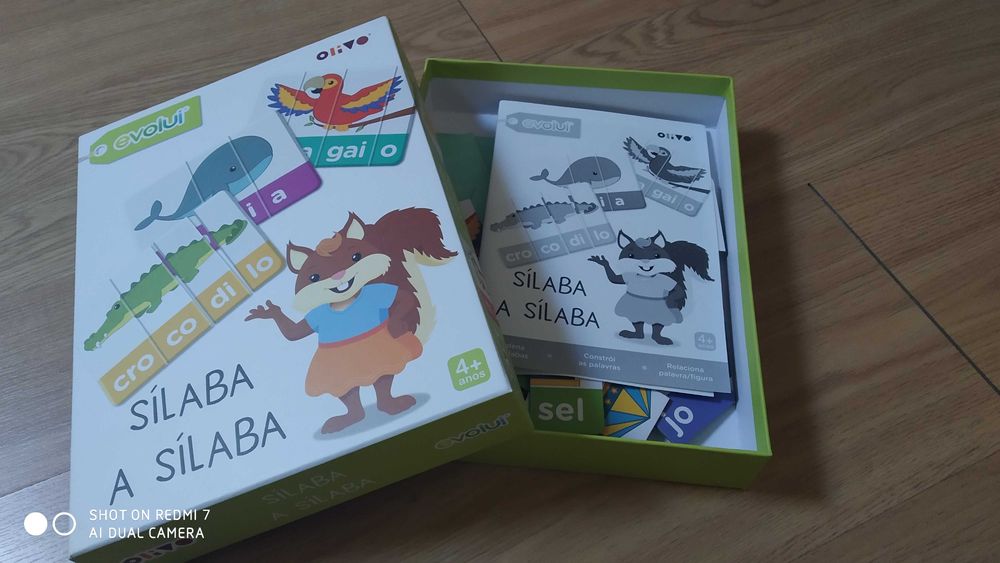 OLIVO
evolui
gai o
i a
cro co di lo
SÍLABA
A SÍLABA
4+
anos
evolui
SÍLABA
A SÍLABA
OLIVO
evolui
OLIVO
gai o
i a
cro co di lo
SÍLABA
A SÍLABA
4+
anos
Constrói
as palavras
Relaciona
palavra/figura
sel
jo
SHOT ON REDMI 7
AI DUAL CAMERA